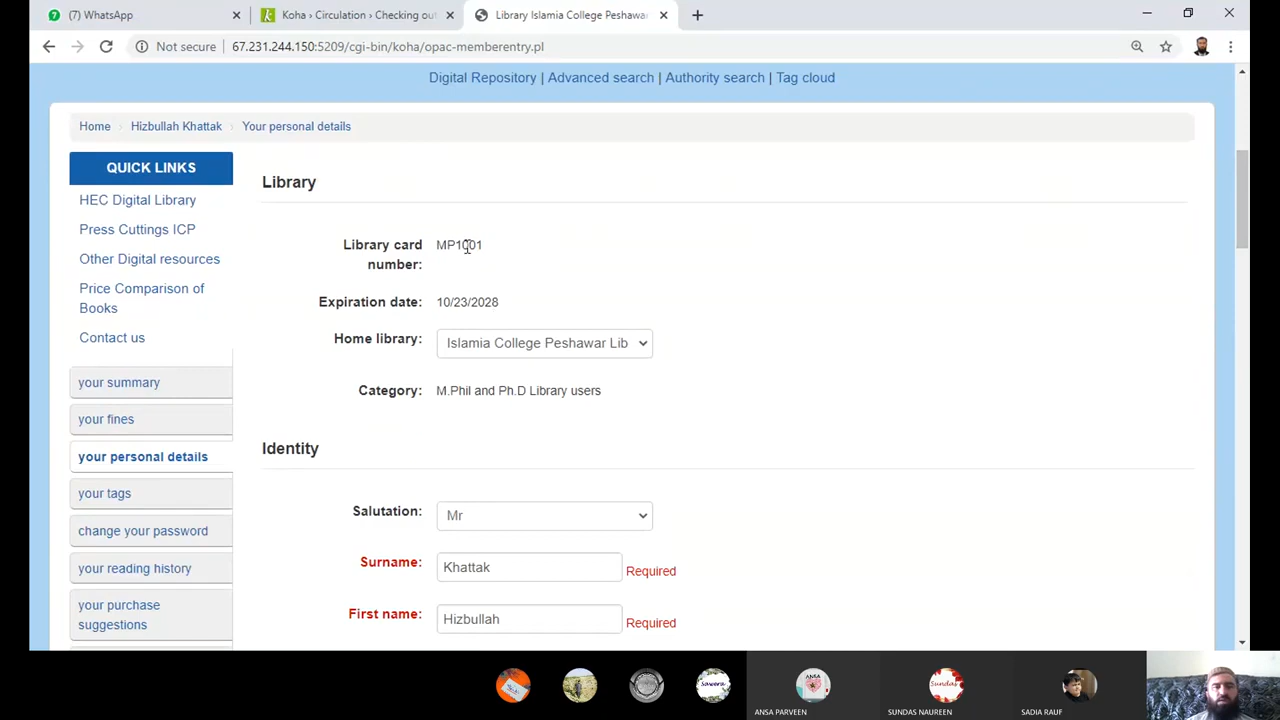 (7) WhatsApp
Koha › Circulation › Checking out
Library Islamia College Peshawar
Not secure
67.231.244.150:5209/cgi-bin/koha/opac-memberentry.pl
Digital Repository | Advanced search | Authority search | Tag cloud
Home
Hizbullah Khattak
Your personal details
QUICK LINKS
HEC Digital Library
Press Cuttings ICP
Other Digital resources
Price Comparison of
Books
Contact us
your summary
your fines
your personal details
your tags
change your password
your reading history
your purchase
suggestions
Library
Library card
number:
MP1001
Expiration date:
10/23/2028
Home library:
Islamia College Peshawar Lib
Category:
M.Phil and Ph.D Library users
Identity
Salutation:
Mr
Surname:
Khattak
Required
First name:
Hizbullah
Required
Sawera
ANSA
Sundas
ANSA PARVEEN
SUNDAS NAUREEN
SADIA RAUF